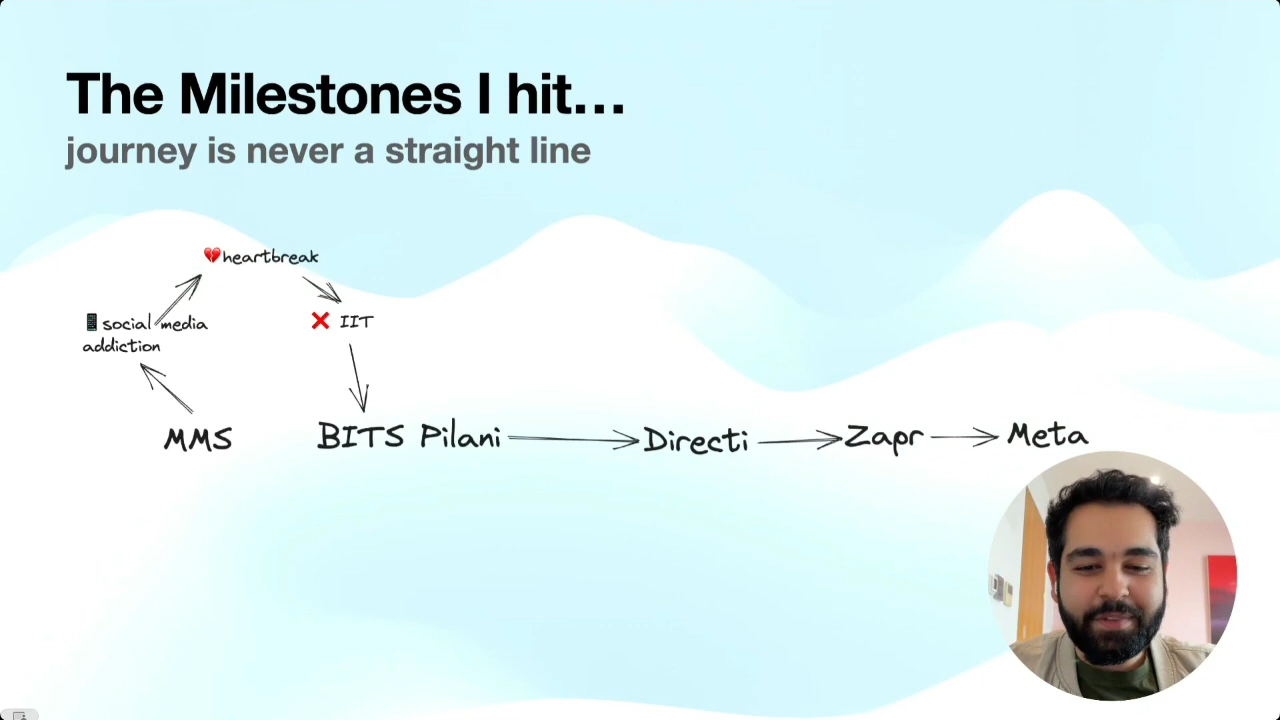 The Milestones I hit...
journey is never a straight line
💔heartbreak
📱social media
addiction
❌ IIT
MMS
BITS Pilani
Directi
Zapr
Meta